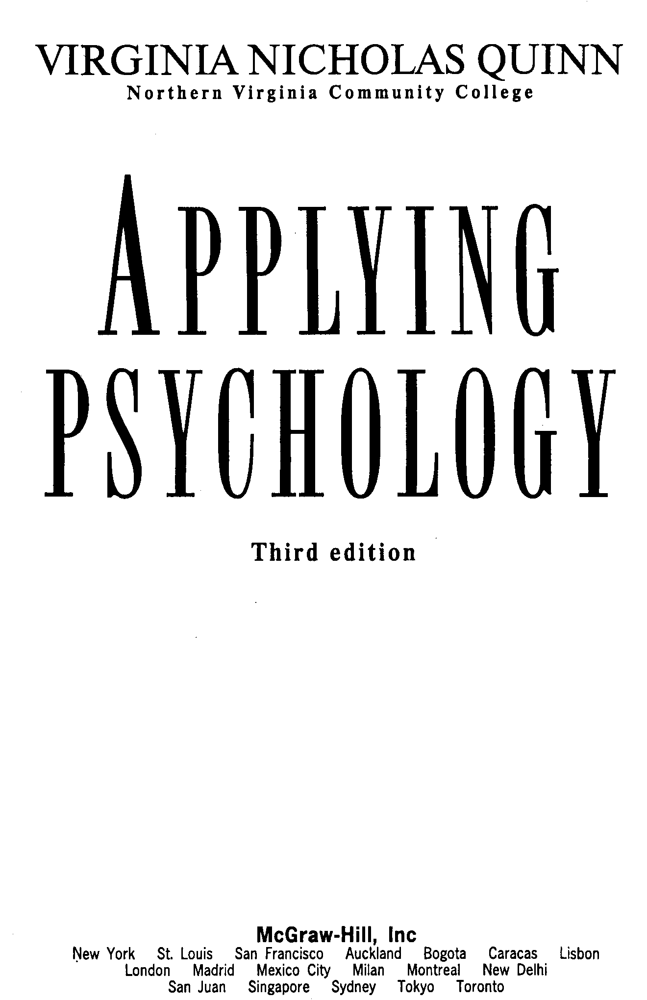 VIRGINIA NICHOLAS QUINN
Northern Virginia Community College
APPLYING
PSYCHOLOGY
Third edition
McGraw-Hill, Inc
New York St. Louis San Francisco Auckland Bogota Caracas Lisbon
London Madrid Mexico City Milan Montreal New Delhi
San Juan Singapore Sydney Tokyo Toronto